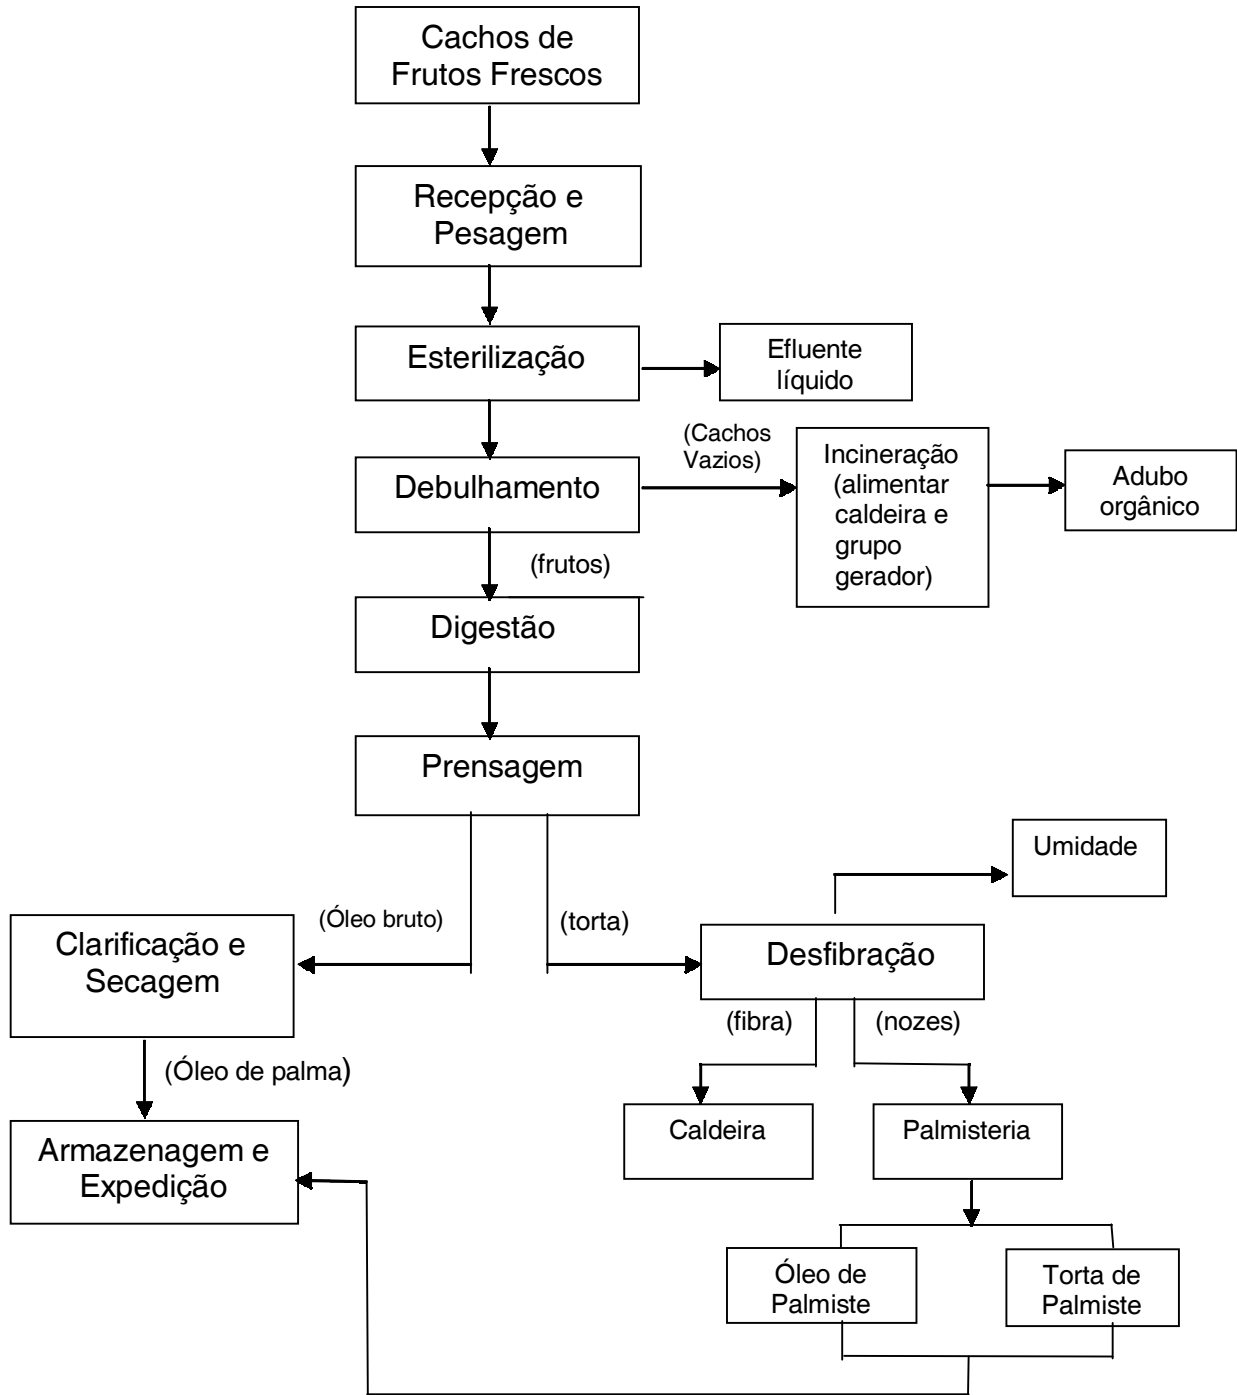 Cachos de
Frutos Frescos
Recepção e
Pesagem
Esterilização
Efluente
líquido
Debulhamento
(Cachos
Vazios)
Incineração
(alimentar
caldeira e
grupo
gerador)
Adubo
orgânico
(frutos)
Digestão
Prensagem
Umidade
(Óleo bruto)
(torta)
Clarificação e
Secagem
Desfibração
(fibra)
(nozes)
(Óleo de palma)
Caldeira
Palmisteria
Armazenagem e
Expedição
Óleo de
Palmiste
Torta de
Palmiste